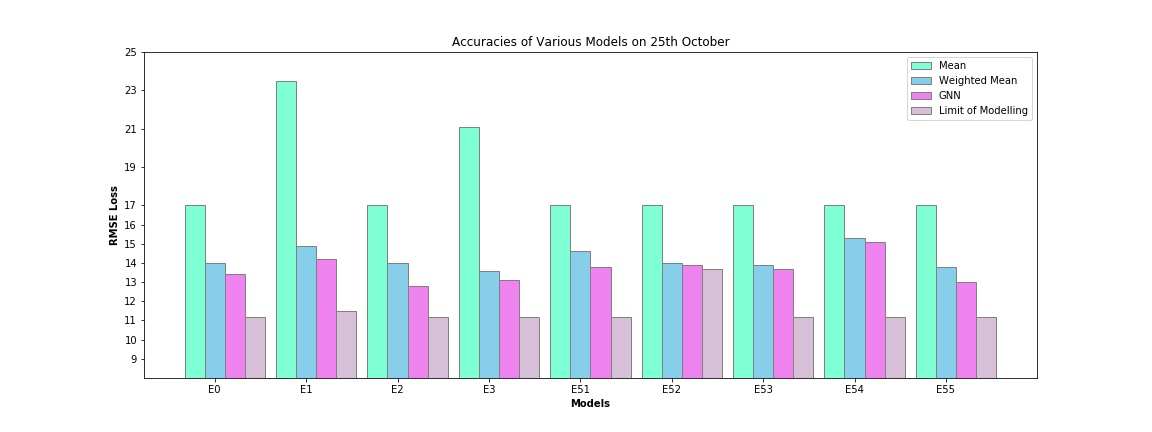 Accuracies of Various Models on 25th October
25
23
21
19
17
16
15
14
13
12
11
10
9
RMSE Loss
Mean
Weighted Mean
GNN
Limit of Modelling
E0 E1 E2 E3 E51 E52 E53 E54 E55
Models